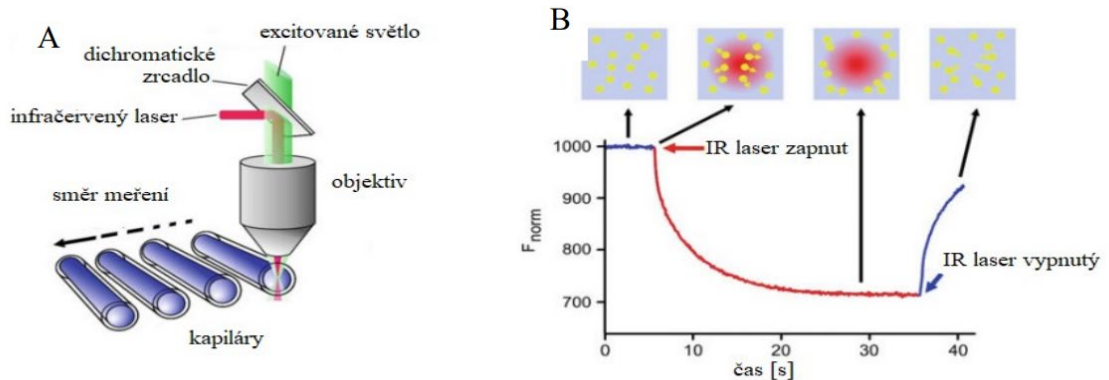 A
excitované světlo
dichromatické
zrcadlo
infračervený laser
objektiv
směr meření
kapiláry
B
1000
900
800
700
F norm
IR laser zapnut
IR laser vypnutý
0
10
20
30
40
čas [s]